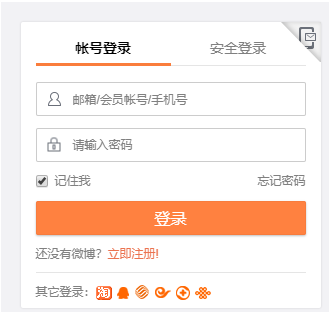 帐号登录 安全登录
邮箱/会员帐号/手机号
请输入密码
记住我 忘记密码
登录
还没有微博？立即注册!
其它登录：